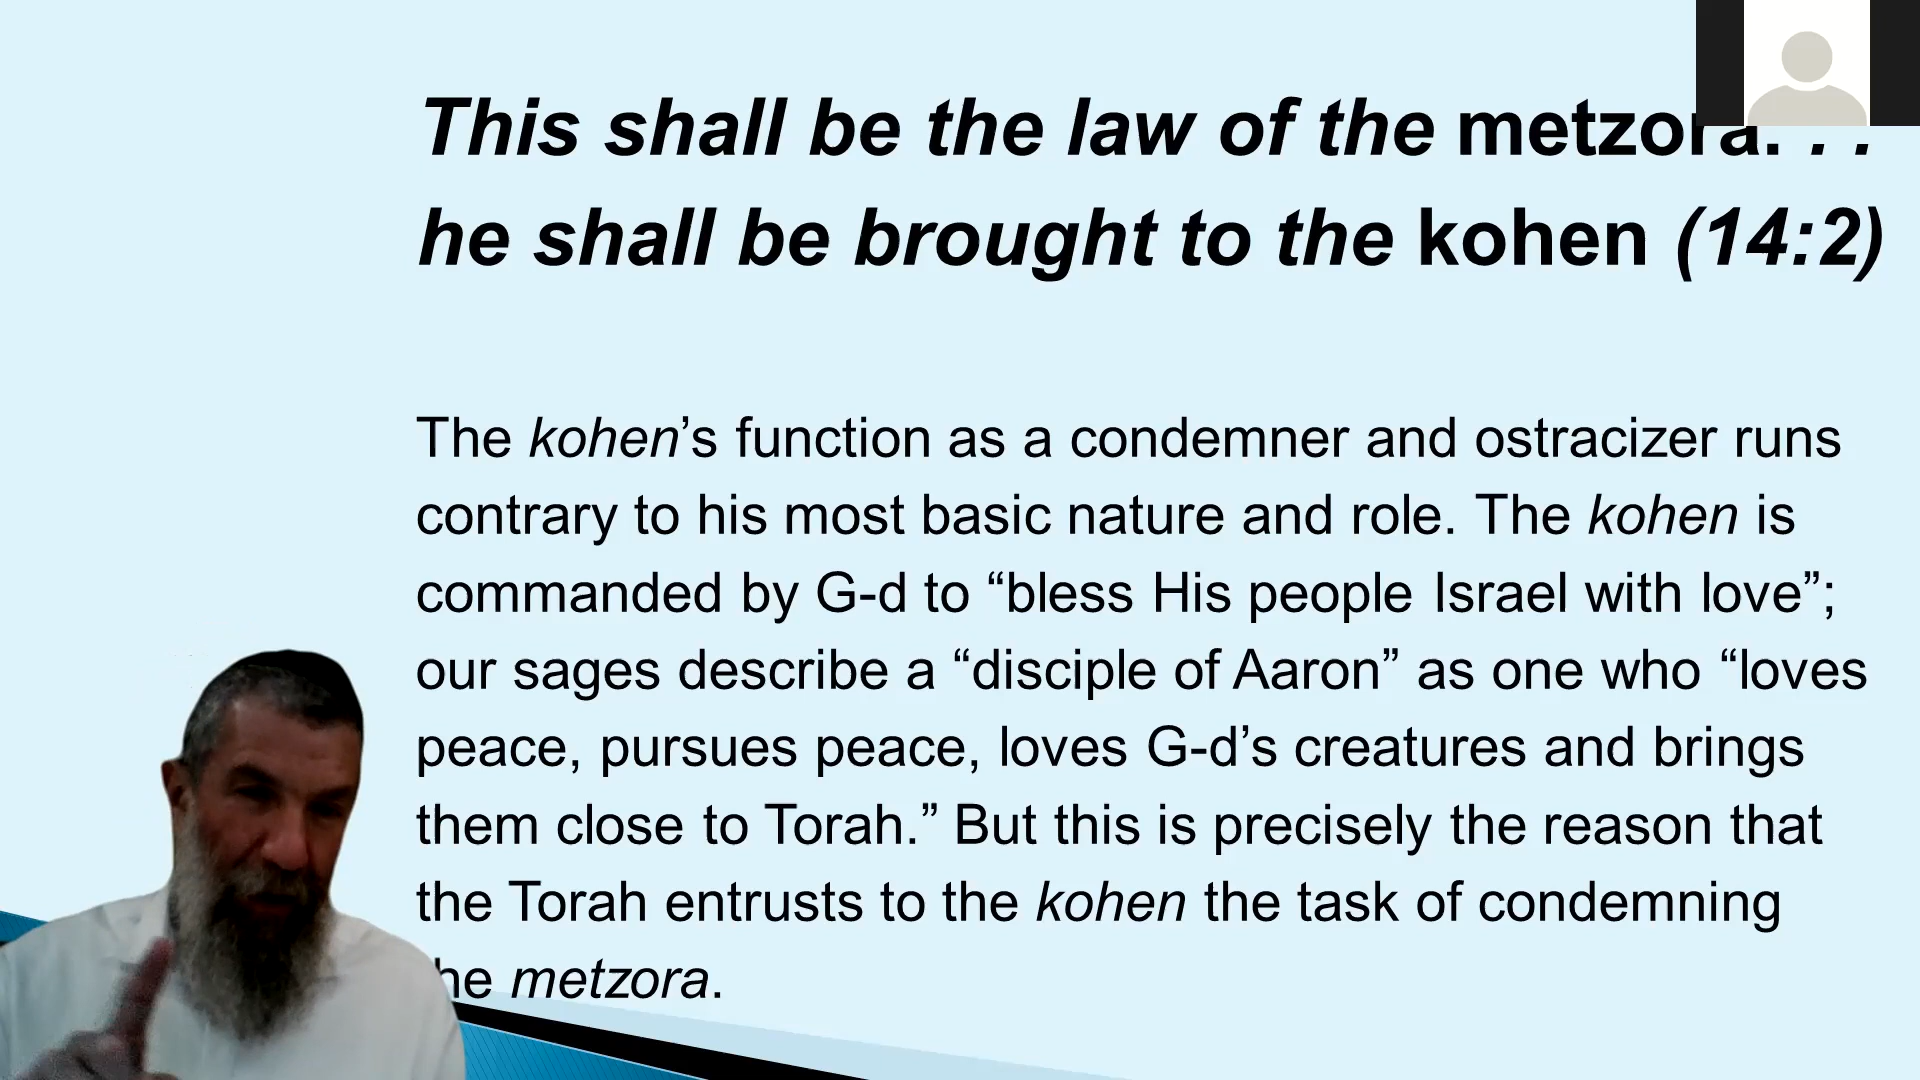 This shall be the law of the metzora. . .
he shall be brought to the kohen (14:2)
The kohen’s function as a condemner and ostracizer runs
contrary to his most basic nature and role. The kohen is
commanded by G-d to “bless His people Israel with love”;
our sages describe a “disciple of Aaron” as one who “loves
peace, pursues peace, loves G-d’s creatures and brings
them close to Torah.” But this is precisely the reason that
the Torah entrusts to the kohen the task of condemning
the metzora.